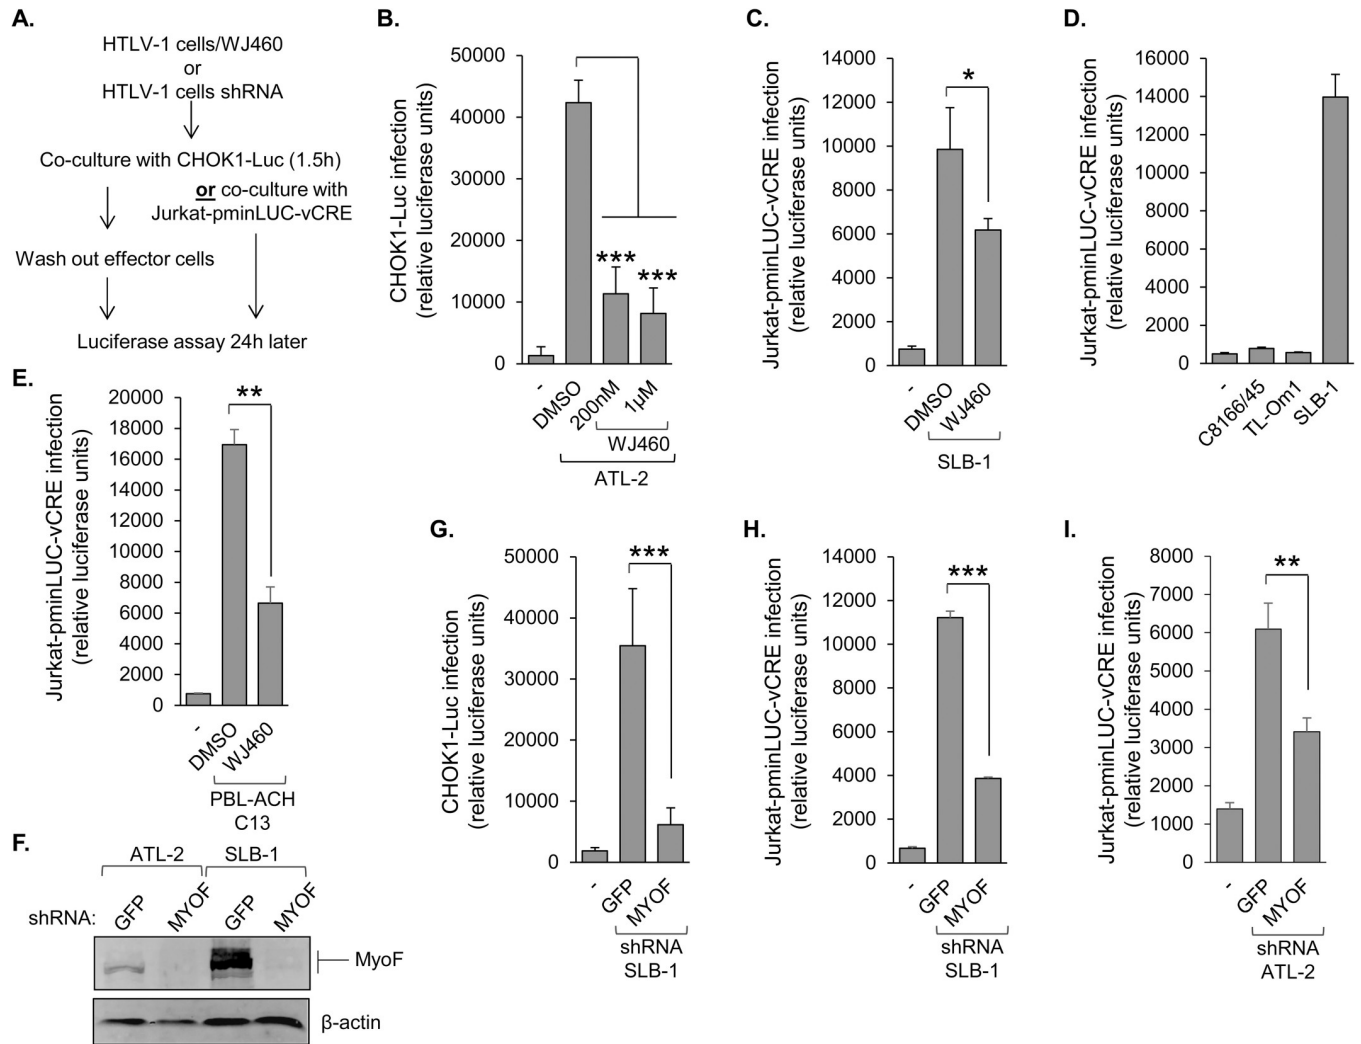 A.
HTLV-1 cells/WJ460
or
HTLV-1 cells shRNA
Co-culture with CHOK1-Luc (1.5h)
or co-culture with
Jurkat-pminLUC-vCRE
Wash out effector cells
Luciferase assay 24h later
B.
CHOK1-Luc infection
(relative luciferase units)
50000
40000
30000
20000
10000
0
***
***
-
DMSO
200nM
1µM
WJ460
ATL-2
C.
Jurkat-pminLUC-vCRE infection
(relative luciferase units)
14000
12000
10000
8000
6000
4000
2000
0
*
-
DMSO
WJ460
SLB-1
D.
Jurkat-pminLUC-vCRE infection
(relative luciferase units)
16000
14000
12000
10000
8000
6000
4000
2000
0
-
C8166/45
TL-Om1
SLB-1
E.
Jurkat-pminLUC-vCRE infection
(relative luciferase units)
20000
18000
16000
14000
12000
10000
8000
6000
4000
2000
0
**
-
DMSO
WJ460
PBL-ACH
C13
F.
ATL-2
SLB-1
shRNA:
GFP
MYOF
GFP
MYOF
MyoF
β-actin
G.
CHOK1-Luc infection
(relative luciferase units)
50000
40000
30000
20000
10000
0
***
-
GFP
MYOF
shRNA
SLB-1
H.
Jurkat-pminLUC-vCRE infection
(relative luciferase units)
14000
12000
10000
8000
6000
4000
2000
0
***
-
GFP
MYOF
shRNA
SLB-1
I.
Jurkat-pminLUC-vCRE infection
(relative luciferase units)
8000
7000
6000
5000
4000
3000
2000
1000
0
**
-
GFP
MYOF
shRNA
ATL-2